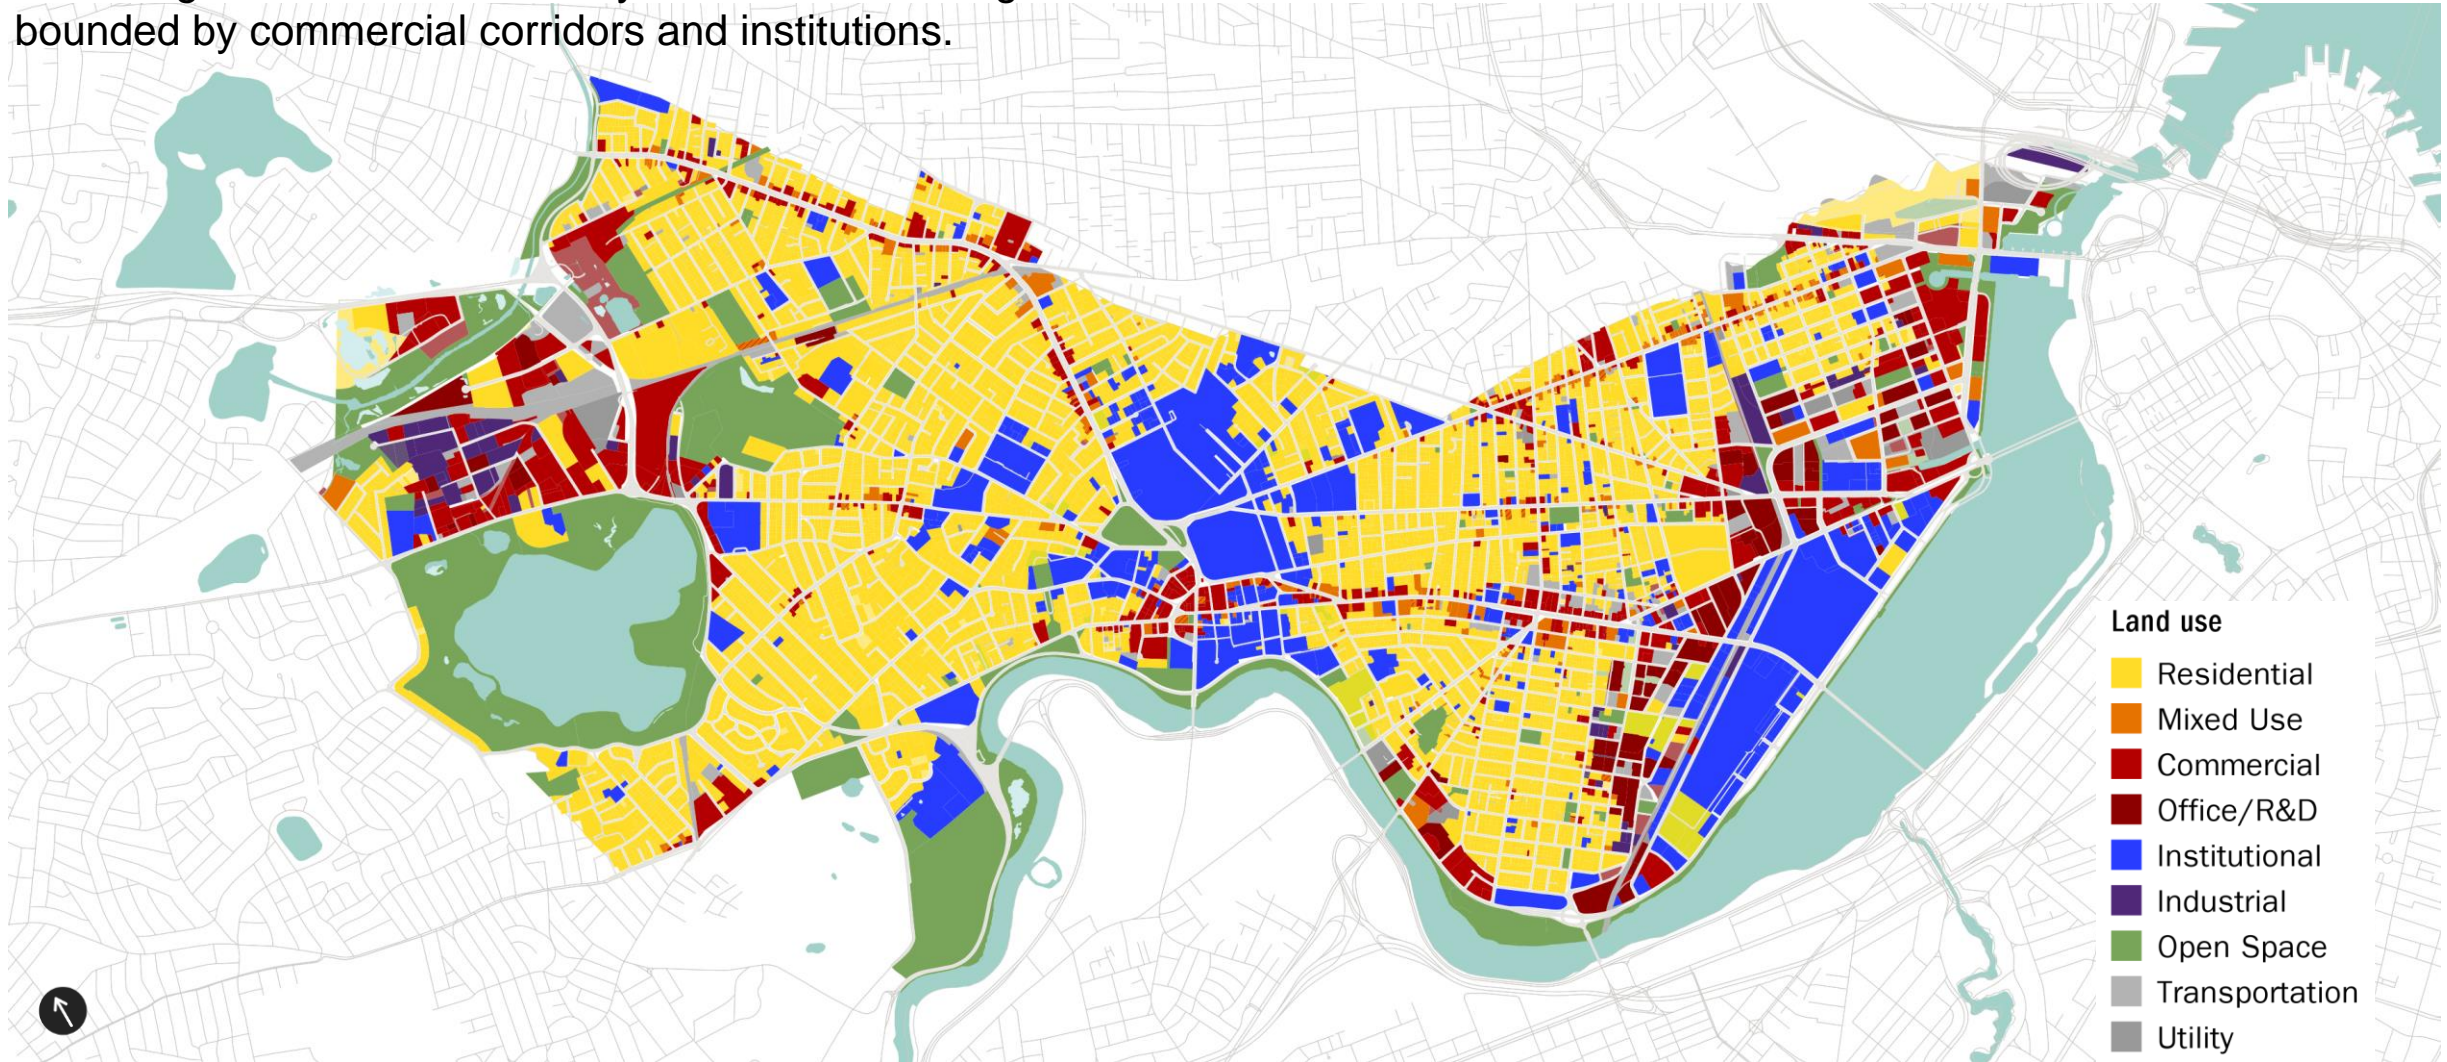 bounded by commercial corridors and institutions.
Land use
Residential
Mixed Use
Commercial
Office/R&D
Institutional
Industrial
Open Space
Transportation
Utility